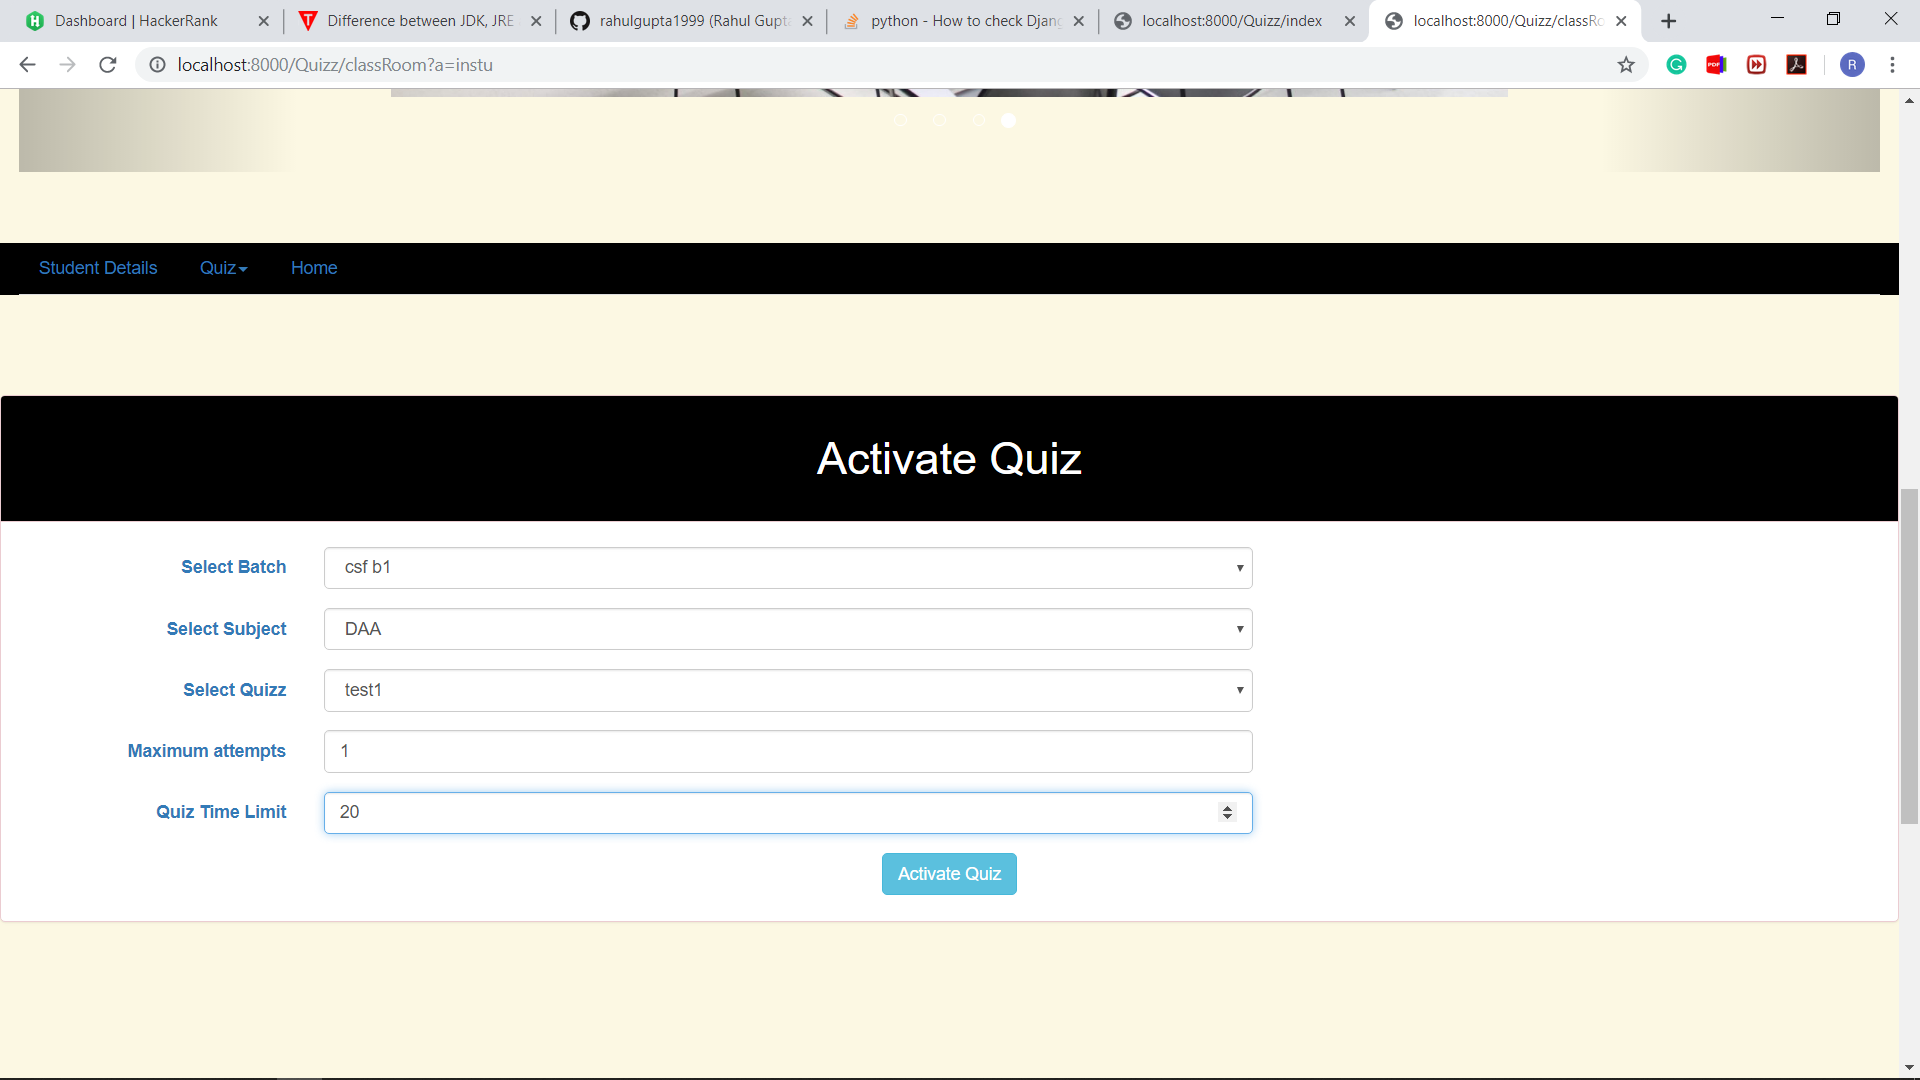 Dashboard | HackerRank
Difference between JDK, JRE
rahulgupta1999 (Rahul Gupt
python - How to check Djan
localhost:8000/Quizz/index
localhost:8000/Quizz/classRo
localhost:8000/Quizz/classRoom?a=instu
PDF
R
Student Details
Quiz
Home
Activate Quiz
Select Batch
csf b1
Select Subject
DAA
Select Quizz
test1
Maximum attempts
1
Quiz Time Limit
20
Activate Quiz